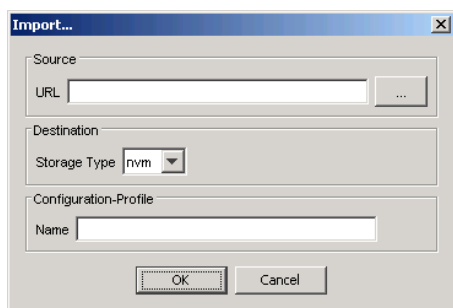 Import...
Source
URL ...
Destination
Storage Type nvm
Configuration-Profile
Name
OK Cancel